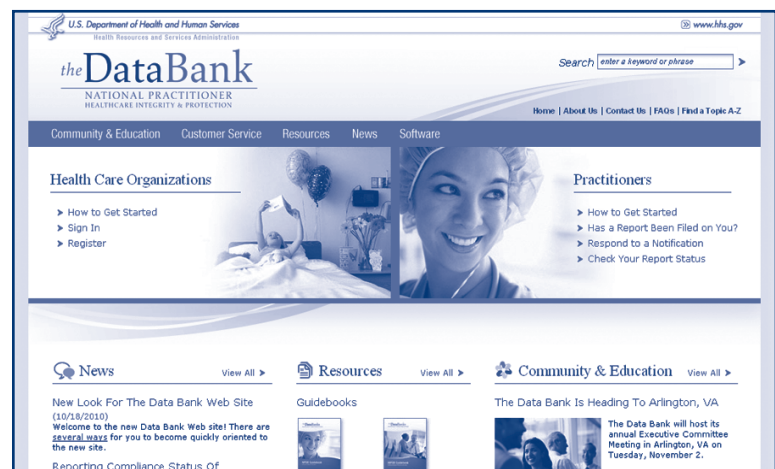 U.S. Department of Health and Human Services
www.hhs.gov
Health Resources and Services Administration
the DataBank
NATIONAL PRACTITIONER
HEALTHCARE INTEGRITY & PROTECTION
Search enter a keyword or phrase
Home | About Us | Contact Us | FAQs | Find a Topic A-Z
Community & Education Customer Service Resources News Software
Health Care Organizations
How to Get Started
Sign In
Register
Practitioners
How to Get Started
Has a Report Been Filed on You?
Respond to a Notification
Check Your Report Status
News View All
New Look For The Data Bank Web Site
(10/18/2010)
Welcome to the new Data Bank Web site! There are
several ways for you to become quickly oriented to
the new site.
Reporting Compliance Status Of
Resources View All
Guidebooks
Community & Education View All
The Data Bank Is Heading To Arlington, VA
The Data Bank will host its
annual Executive Committee
Meeting in Arlington, VA on
Tuesday, November 2.